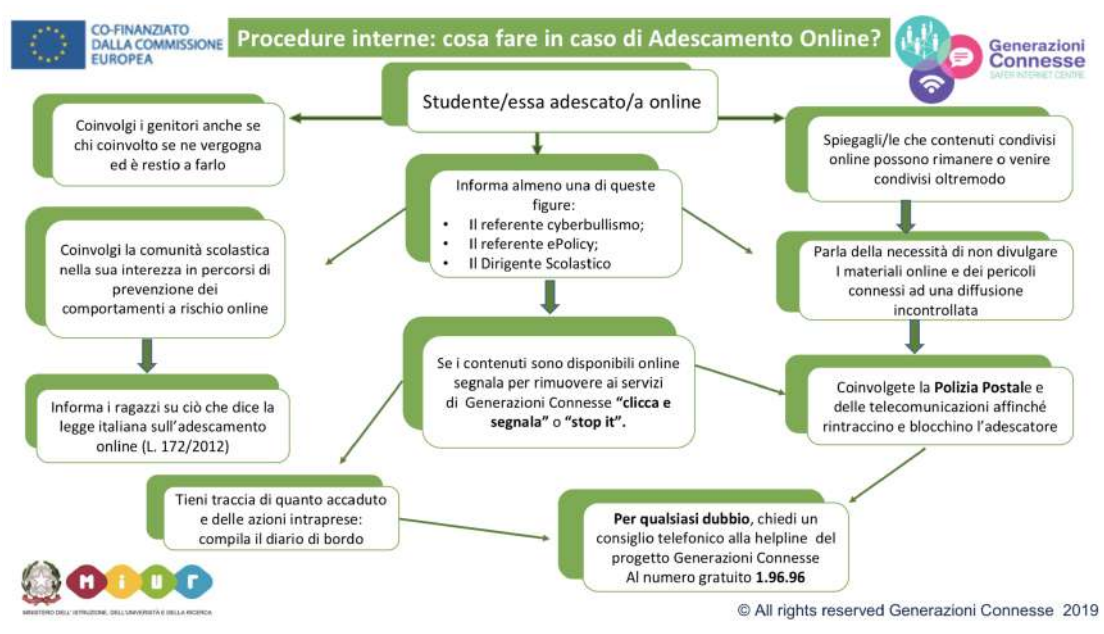 CO-FINANZIATO
DALLA COMMISSIONE
EUROPEA
Procedure interne: cosa fare in caso di Adescamento Online?
Generazioni
Connesse
SAFER INTERNET CENTRE
Studente/essa adescato/a online
Coinvolgi i genitori anche se
chi coinvolto se ne vergogna
ed è restio a farlo
Informa almeno una di queste
figure:
• Il referente cyberbullismo;
• Il referente ePolicy;
• Il Dirigente Scolastico
Spiegagli/le che contenuti condivisi
online possono rimanere o venire
condivisi oltremodo
Coinvolgi la comunità scolastica
nella sua interezza in percorsi di
prevenzione dei
comportamenti a rischio online
Parla della necessità di non divulgare
I materiali online e dei pericoli
connessi ad una diffusione
incontrollata
Se i contenuti sono disponibili online
segnala per rimuovere ai servizi
di Generazioni Connesse “clicca e
segnala” o “stop it”.
Informa i ragazzi su ciò che dice la
legge italiana sull’adescamento
online (L. 172/2012)
Coinvolgete la Polizia Postale e
delle telecomunicazioni affinché
rintraccino e blocchino l’adescatore
Tieni traccia di quanto accaduto
e delle azioni intraprese:
compila il diario di bordo
Per qualsiasi dubbio, chiedi un
consiglio telefonico alla helpline del
progetto Generazioni Connesse
Al numero gratuito 1.96.96
M i u r
MINISTERO DELL’ISTRUZIONE, DELL’UNIVERSITÀ E DELLA RICERCA
© All rights reserved Generazioni Connesse 2019